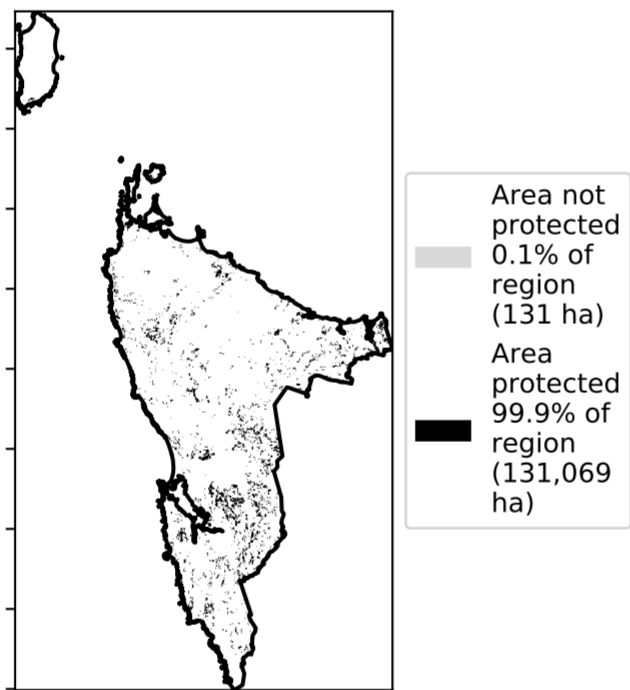 Area not
protected
0.1% of
region
(131 ha)
Area
protected
99.9% of
region
(131,069
ha)